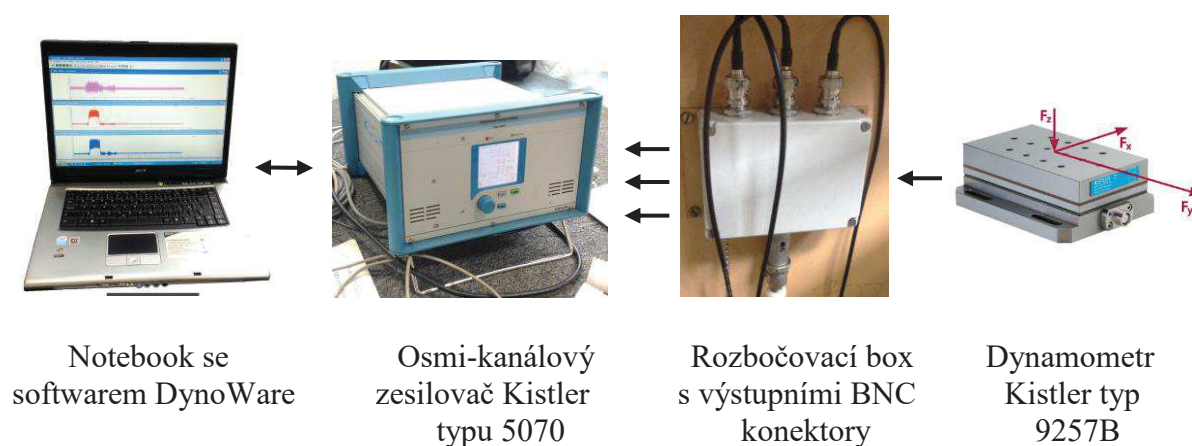 Fz
Fx
Fy
acer
Notebook se
softwarem DynoWare
Osmi-kanálový
zesilovač Kistler
typu 5070
Rozbočovací box
s výstupními BNC
konektory
Dynamometr
Kistler typ
9257B